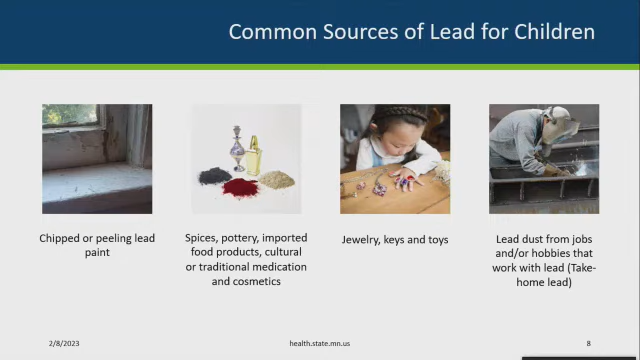 Common Sources of Lead for Children
Chipped or peeling lead
paint
Spices, pottery, imported
food products, cultural
or traditional medication
and cosmetics
Jewelry, keys and toys
Lead dust from jobs
and/or hobbies that
work with lead (Take-
home lead)
2/8/2023
health.state.mn.us
8